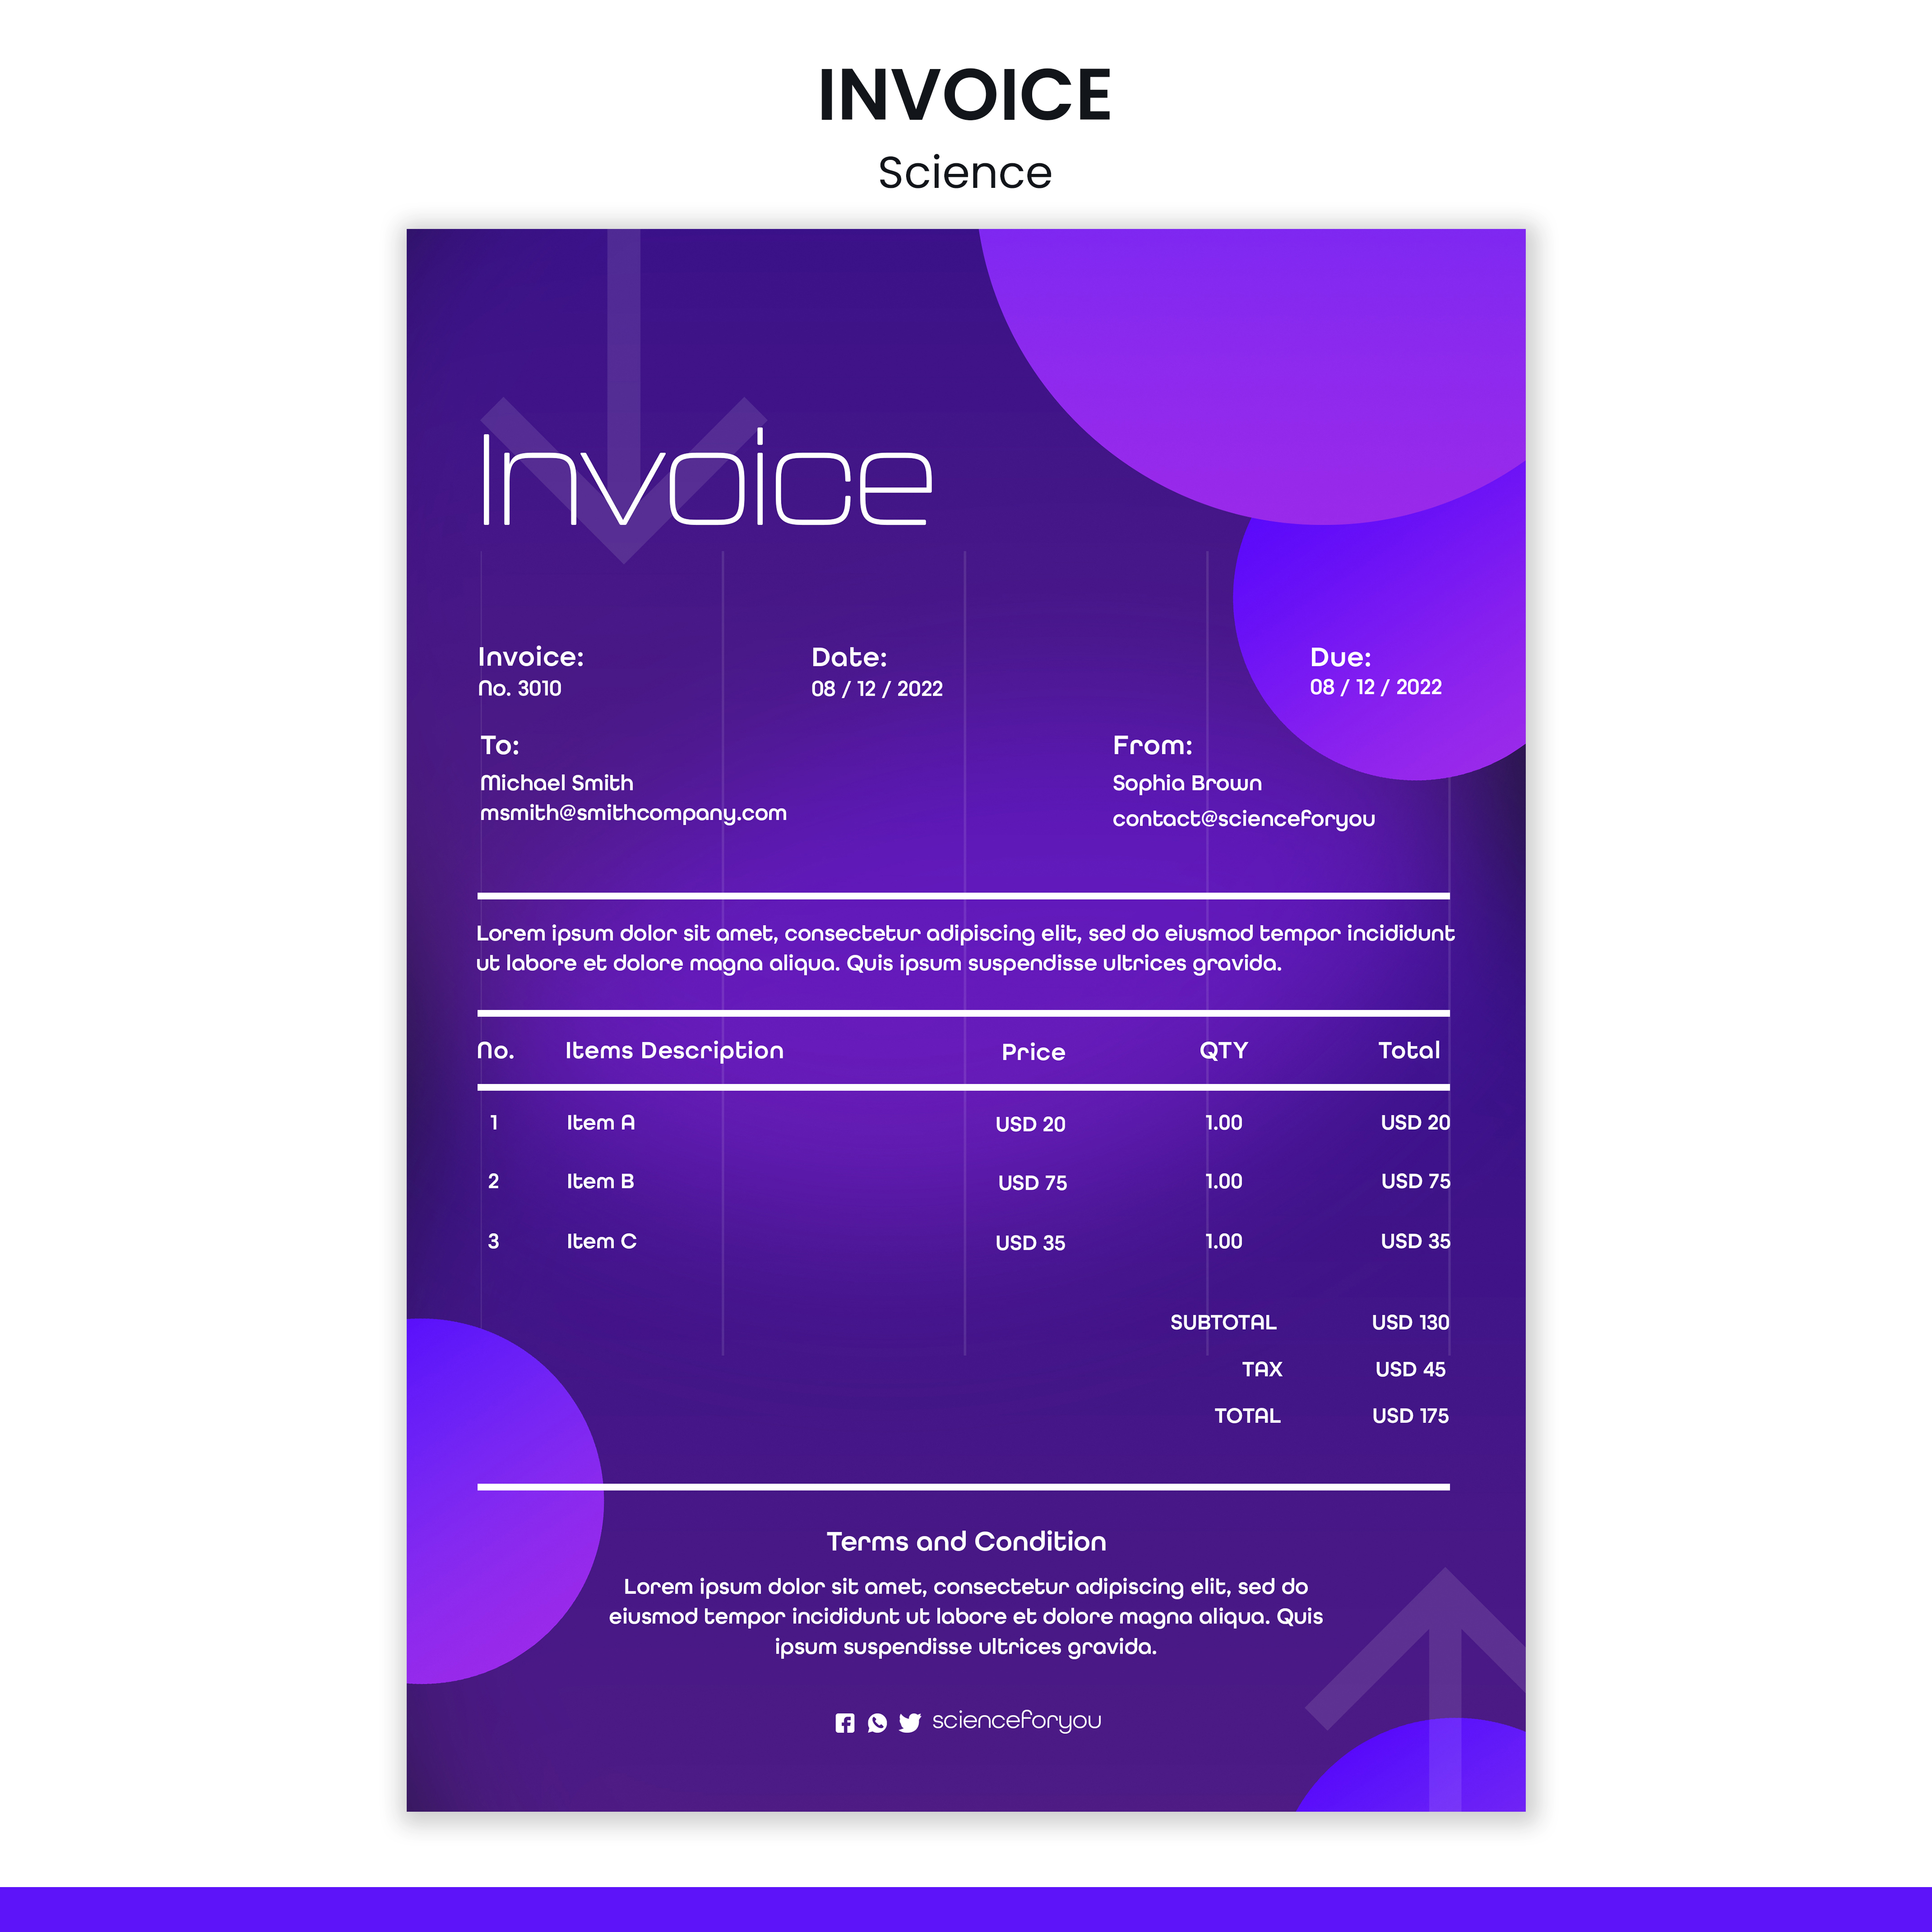 INVOICE
Science
Invoice
Invoice: Date: Due:
No. 3010 08 / 12 / 2022 08 / 12 / 2022
To: From:
Michael Smith Sophia Brown
msmith@smithcompany.com contact@scienceforyou
Lorem ipsum dolor sit amet, consectetur adipiscing elit, sed do eiusmod tempor incididunt
ut labore et dolore magna aliqua. Quis ipsum suspendisse ultrices gravida.
No. Items Description Price QTY Total
1 Item A USD 20 1.00 USD 20
2 Item B USD 75 1.00 USD 75
3 Item C USD 35 1.00 USD 35
SUBTOTAL USD 130
TAX USD 45
TOTAL USD 175
Terms and Condition
Lorem ipsum dolor sit amet, consectetur adipiscing elit, sed do
eiusmod tempor incididunt ut labore et dolore magna aliqua. Quis
ipsum suspendisse ultrices gravida.
scienceforyou